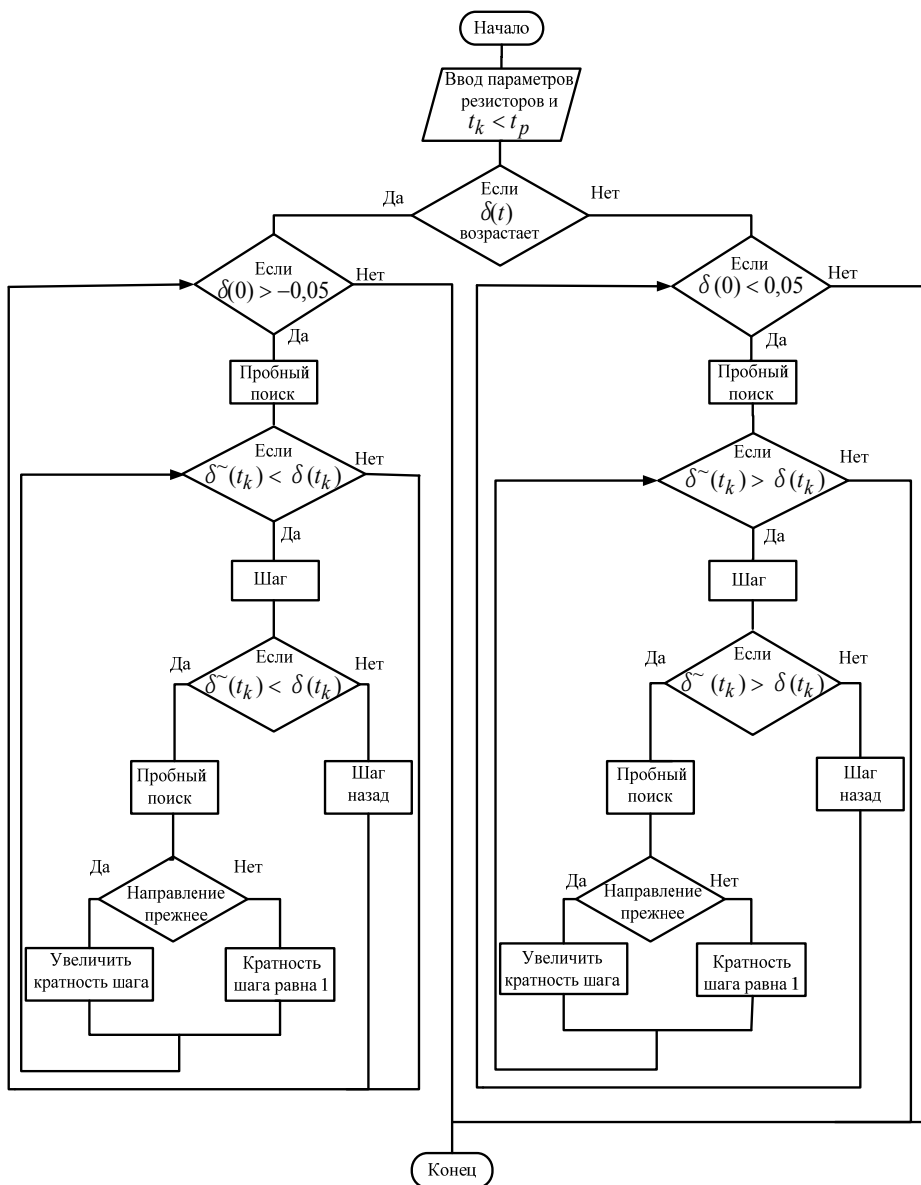 Начало
Ввод параметров
резисторов и
t_k < t_p
Да
Если
δ(t)
возрастает
Нет
Если
δ(0) > −0,05
Нет
Да
Пробный
поиск
Если
δ~(t_k) < δ(t_k)
Нет
Да
Шаг
Да
Если
δ~(t_k) < δ(t_k)
Нет
Пробный
поиск
Шаг
назад
Да
Нет
Направление
прежнее
Увеличить
кратность шага
Кратность
шага равна 1
Если
δ(0) < 0,05
Нет
Да
Пробный
поиск
Если
δ~(t_k) > δ(t_k)
Нет
Да
Шаг
Да
Если
δ~(t_k) > δ(t_k)
Нет
Пробный
поиск
Шаг
назад
Да
Нет
Направление
прежнее
Увеличить
кратность шага
Кратность
шага равна 1
Конец